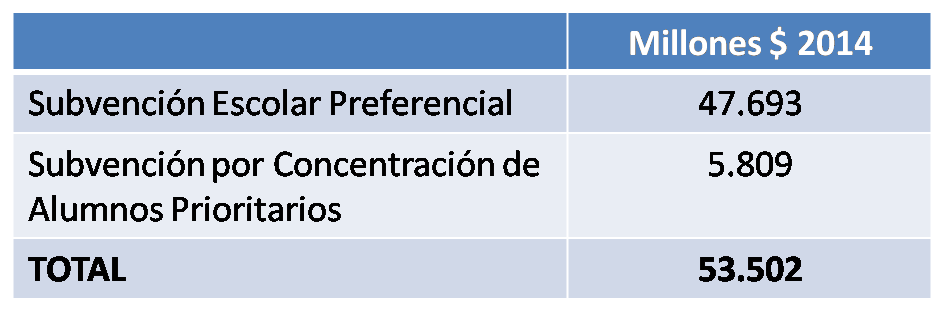 Millones $ 2014
Subvención Escolar Preferencial 47.693
Subvención por Concentración de 5.809
Alumnos Prioritarios
TOTAL 53.502